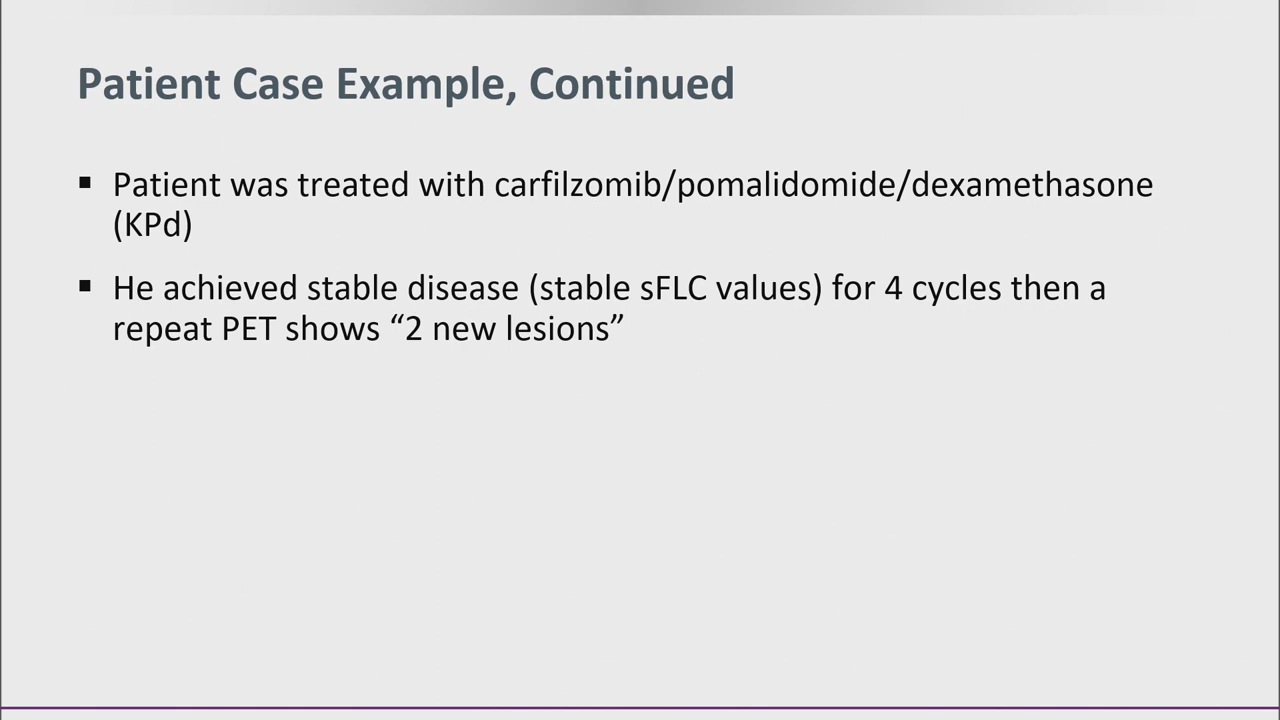 Patient Case Example, Continued
▪ Patient was treated with carfilzomib/pomalidomide/dexamethasone
(KPd)
▪ He achieved stable disease (stable sFLC values) for 4 cycles then a
repeat PET shows “2 new lesions”